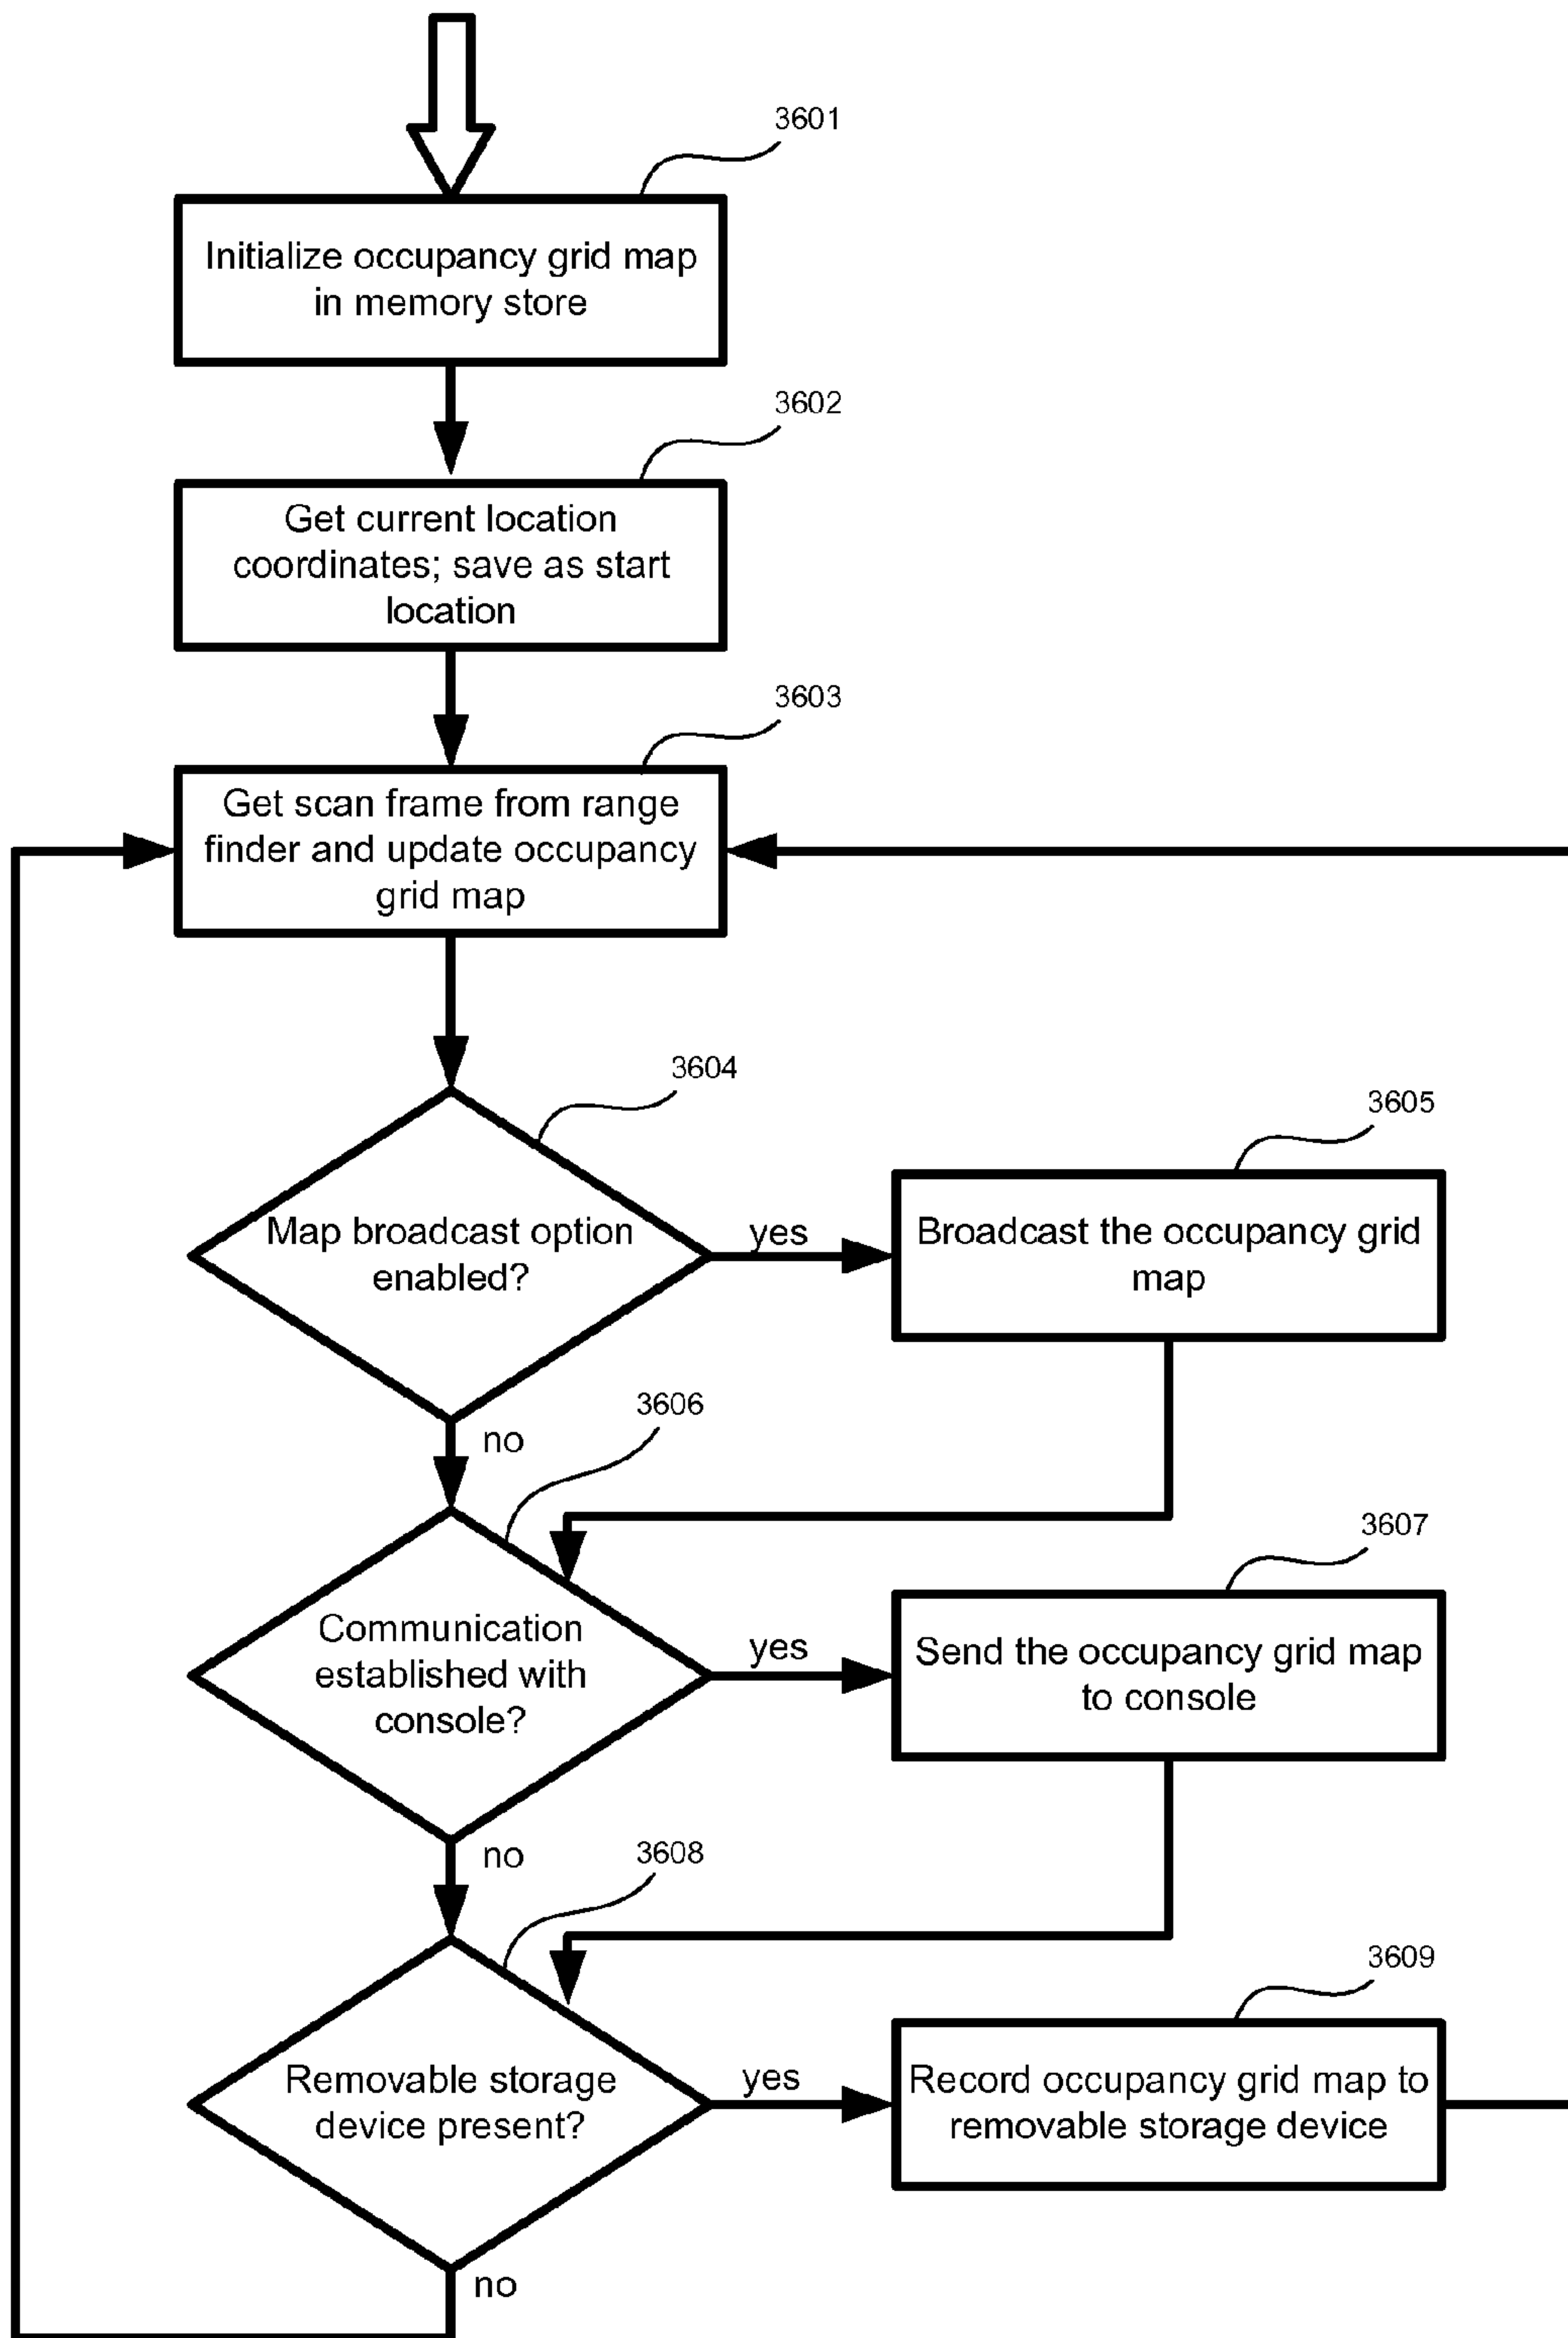 3601
Initialize occupancy grid map
in memory store
3602
Get current location
coordinates; save as start
location
3603
Get scan frame from range
finder and update occupancy
grid map
3604
Map broadcast option
enabled?
yes
3605
Broadcast the occupancy grid
map
no
3606
Communication
established with
console?
yes
3607
Send the occupancy grid map
to console
no
3608
Removable storage
device present?
yes
3609
Record occupancy grid map to
removable storage device
no